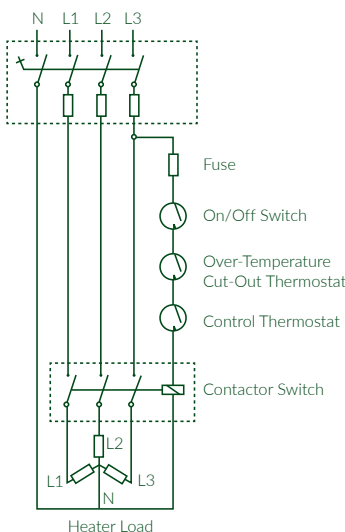 N L1 L2 L3
Fuse
On/Off Switch
Over-Temperature
Cut-Out Thermostat
Control Thermostat
Contactor Switch
L2
L1 L3
N
Heater Load